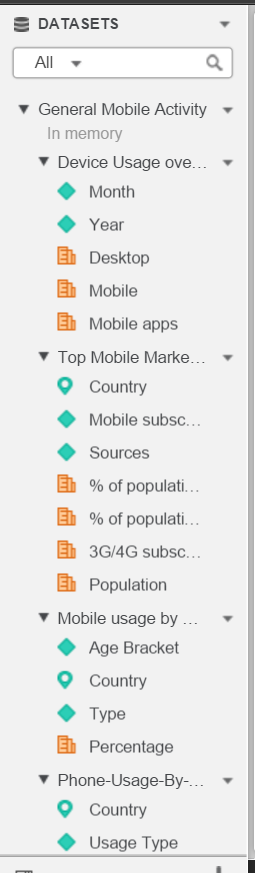 DATASETS
All
General Mobile Activity
In memory
Device Usage ove...
Month
Year
Desktop
Mobile
Mobile apps
Top Mobile Marke...
Country
Mobile subsc...
Sources
% of populati...
% of populati...
3G/4G subsc...
Population
Mobile usage by ...
Age Bracket
Country
Type
Percentage
Phone-Usage-By-...
Country
Usage Type